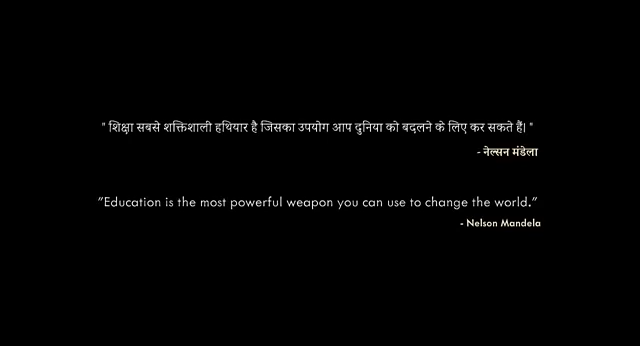 " शिक्षा सबसे शक्तिशाली हथियार है जिसका उपयोग आप दुनिया को बदलने के लिए कर सकते हैं। "
- नेल्सन मंडेला
"Education is the most powerful weapon you can use to change the world."
- Nelson Mandela